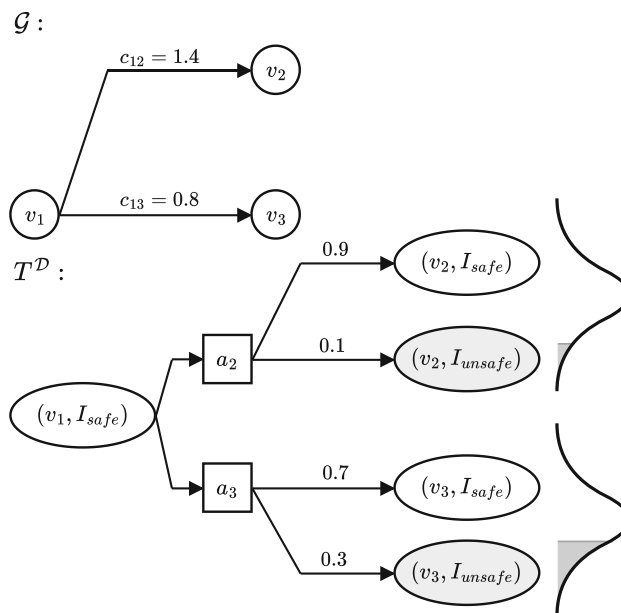 𝒢 :
c₁₂ = 1.4
v₂
v₁
c₁₃ = 0.8
v₃
T^𝒟 :
0.9
(v₂, I_safe)
a₂
0.1
(v₂, I_unsafe)
(v₁, I_safe)
a₃
0.7
(v₃, I_safe)
0.3
(v₃, I_unsafe)